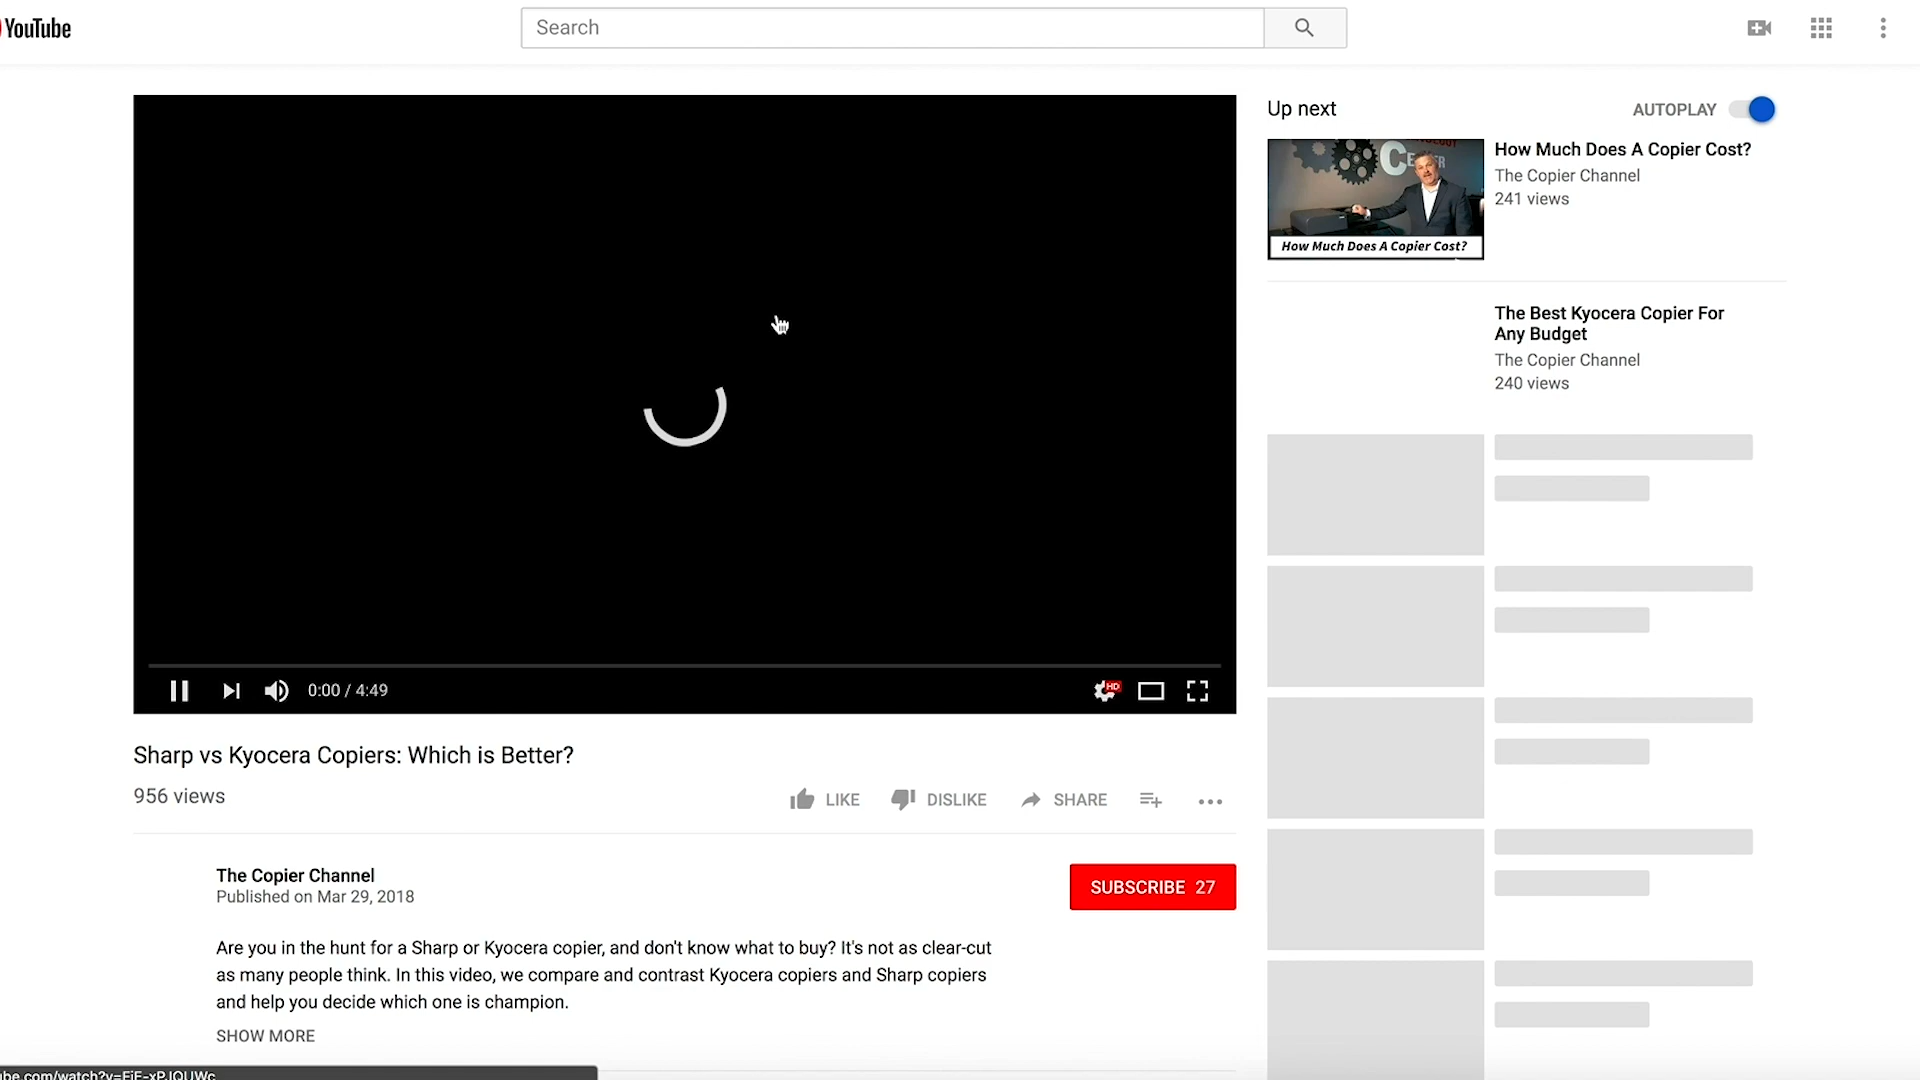 YouTube
Search
Up next
AUTOPLAY
How Much Does A Copier Cost?
The Copier Channel
241 views
How Much Does A Copier Cost?
The Best Kyocera Copier For
Any Budget
The Copier Channel
240 views
HD
0:00 / 4:49
Sharp vs Kyocera Copiers: Which is Better?
956 views
LIKE
DISLIKE
SHARE
The Copier Channel
Published on Mar 29, 2018
SUBSCRIBE 27
Are you in the hunt for a Sharp or Kyocera copier, and don't know what to buy? It's not as clear-cut
as many people think. In this video, we compare and contrast Kyocera copiers and Sharp copiers
and help you decide which one is champion.
SHOW MORE